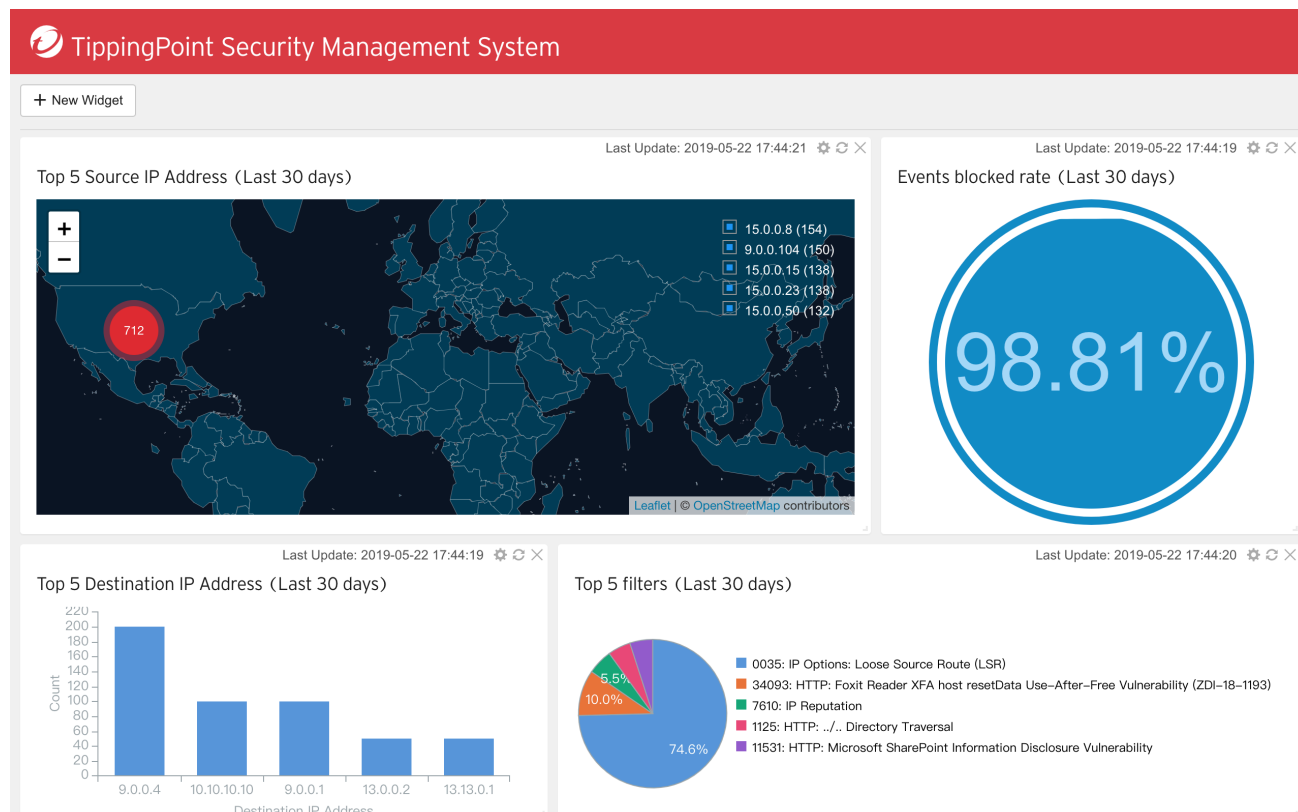 TippingPoint Security Management System
+ New Widget
Last Update: 2019-05-22 17:44:21
Top 5 Source IP Address (Last 30 days)
+
−
712
15.0.0.8 (154)
9.0.0.104 (150)
15.0.0.15 (138)
15.0.0.23 (138)
15.0.0.50 (132)
Leaflet | © OpenStreetMap contributors
Last Update: 2019-05-22 17:44:19
Events blocked rate (Last 30 days)
98.81%
Last Update: 2019-05-22 17:44:19
Top 5 Destination IP Address (Last 30 days)
220
200
180
160
140
120
100
80
60
40
20
0
Count
9.0.0.4 10.10.10.10 9.0.0.1 13.0.0.2 13.13.0.1
Destination IP Address
Last Update: 2019-05-22 17:44:20
Top 5 filters (Last 30 days)
5.5%
10.0%
74.6%
0035: IP Options: Loose Source Route (LSR)
34093: HTTP: Foxit Reader XFA host resetData Use-After-Free Vulnerability (ZDI-18-1193)
7610: IP Reputation
1125: HTTP: ../.. Directory Traversal
11531: HTTP: Microsoft SharePoint Information Disclosure Vulnerability